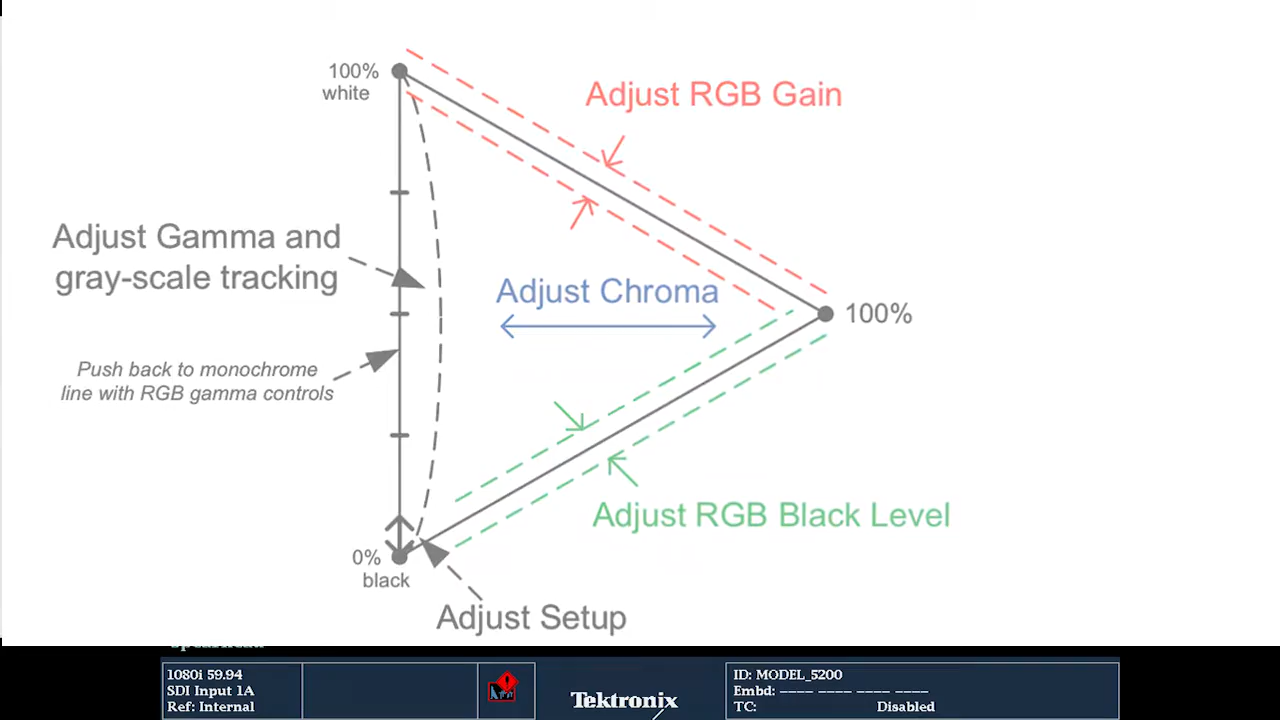 100%
white
Adjust RGB Gain
Adjust Gamma and
gray-scale tracking
Adjust Chroma
100%
Push back to monochrome
line with RGB gamma controls
Adjust RGB Black Level
0%
black
Adjust Setup
1080i 59.94
SDI Input 1A
Ref: Internal
Tektronix
ID: MODEL_5200
Embd: ---- ---- ---- ----
TC: Disabled